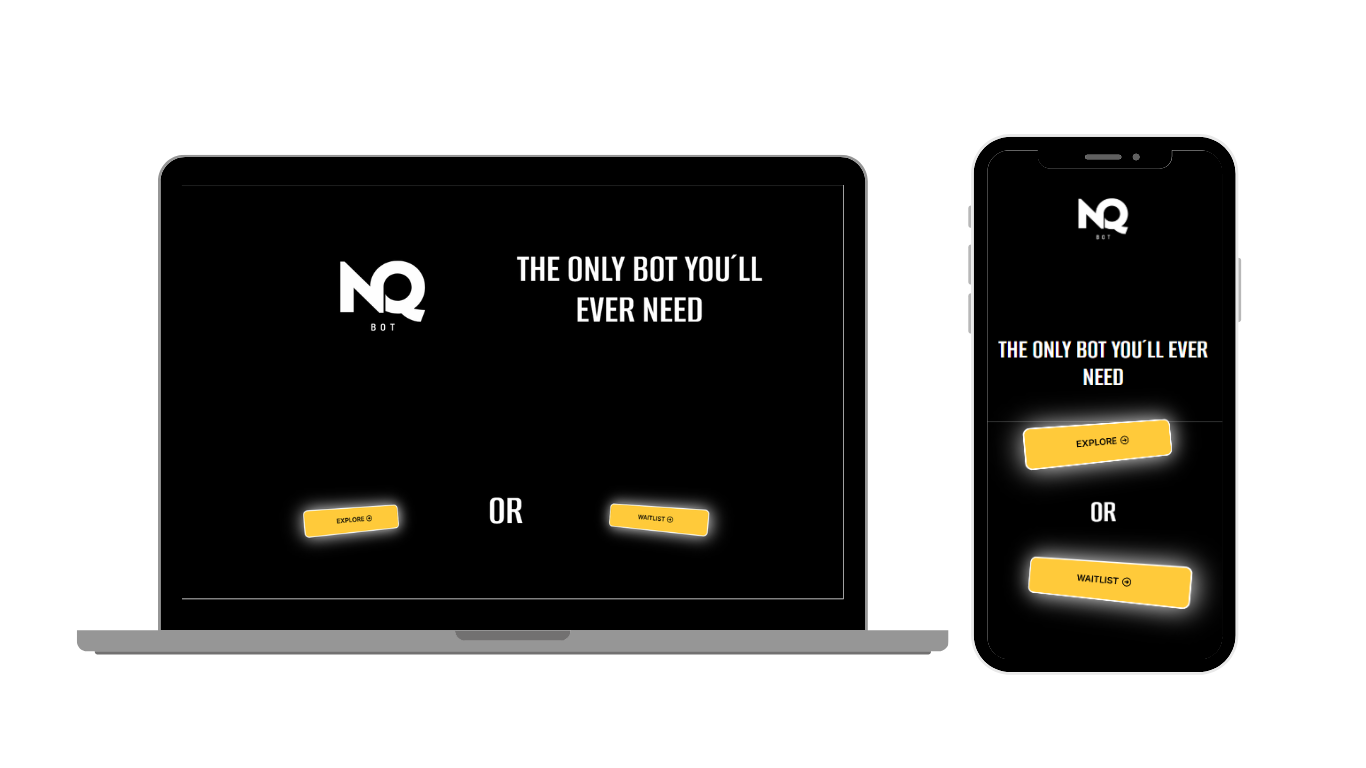 NQ
BOT
THE ONLY BOT YOU´LL
EVER NEED
EXPLORE
OR
WAITLIST
NQ
BOT
THE ONLY BOT YOU´LL EVER
NEED
EXPLORE
OR
WAITLIST